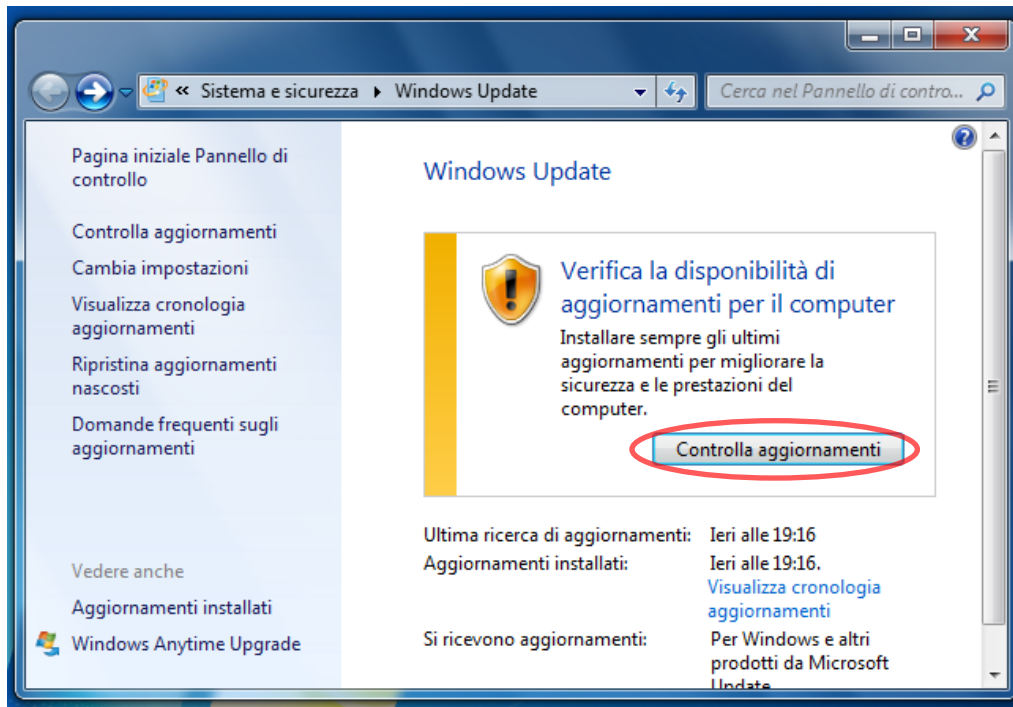 « Sistema e sicurezza ▸ Windows Update
Cerca nel Pannello di contro...
Pagina iniziale Pannello di
controllo
Controlla aggiornamenti
Cambia impostazioni
Visualizza cronologia
aggiornamenti
Ripristina aggiornamenti
nascosti
Domande frequenti sugli
aggiornamenti
Vedere anche
Aggiornamenti installati
Windows Anytime Upgrade
Windows Update
Verifica la disponibilità di
aggiornamenti per il computer
Installare sempre gli ultimi
aggiornamenti per migliorare la
sicurezza e le prestazioni del
computer.
Controlla aggiornamenti
Ultima ricerca di aggiornamenti: Ieri alle 19:16
Aggiornamenti installati: Ieri alle 19:16.
Visualizza cronologia
aggiornamenti
Si ricevono aggiornamenti: Per Windows e altri
prodotti da Microsoft
Update